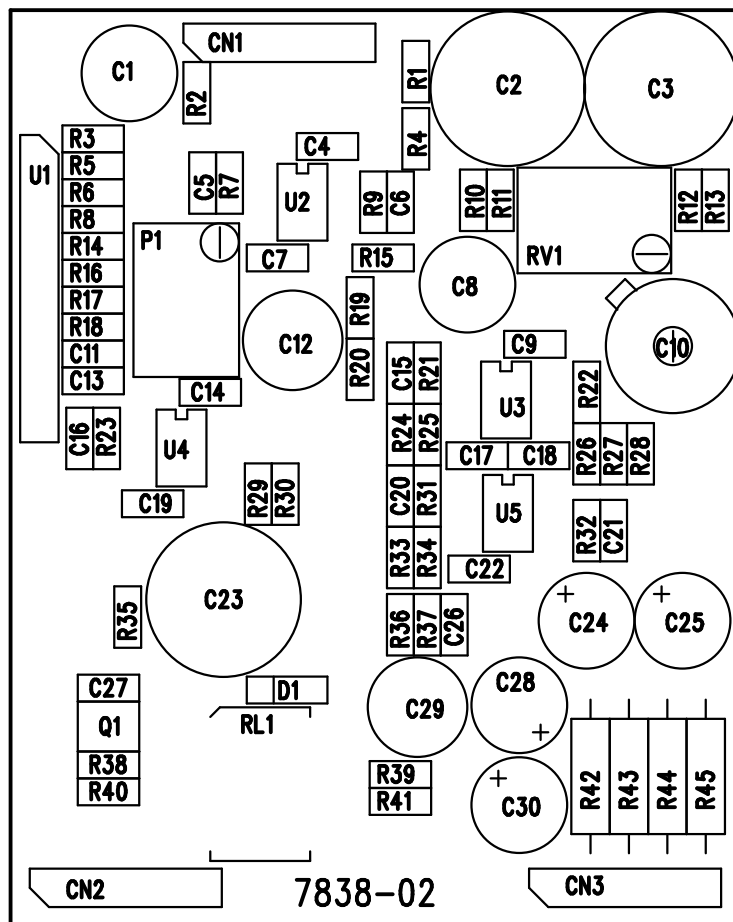 CN1
C1
R2
R1
C2
C3
R4
R3
R5
R6
R8
R14
R16
R17
R18
C11
C13
U1
C4
C5
R7
U2
R9
C6
R10
R11
R12
R13
P1
C7
R15
RV1
C8
R19
R20
C12
C9
C10
C14
C15
R21
U3
R22
C16
R23
U4
R24
R25
C17
C18
R26
R27
R28
C19
R29
R30
C20
R31
U5
R32
C21
R33
R34
C22
C23
R35
R36
R37
C26
C24
C25
C27
D1
Q1
RL1
C29
C28
R38
R40
R39
R41
C30
R42
R43
R44
R45
CN2
7838-02
CN3